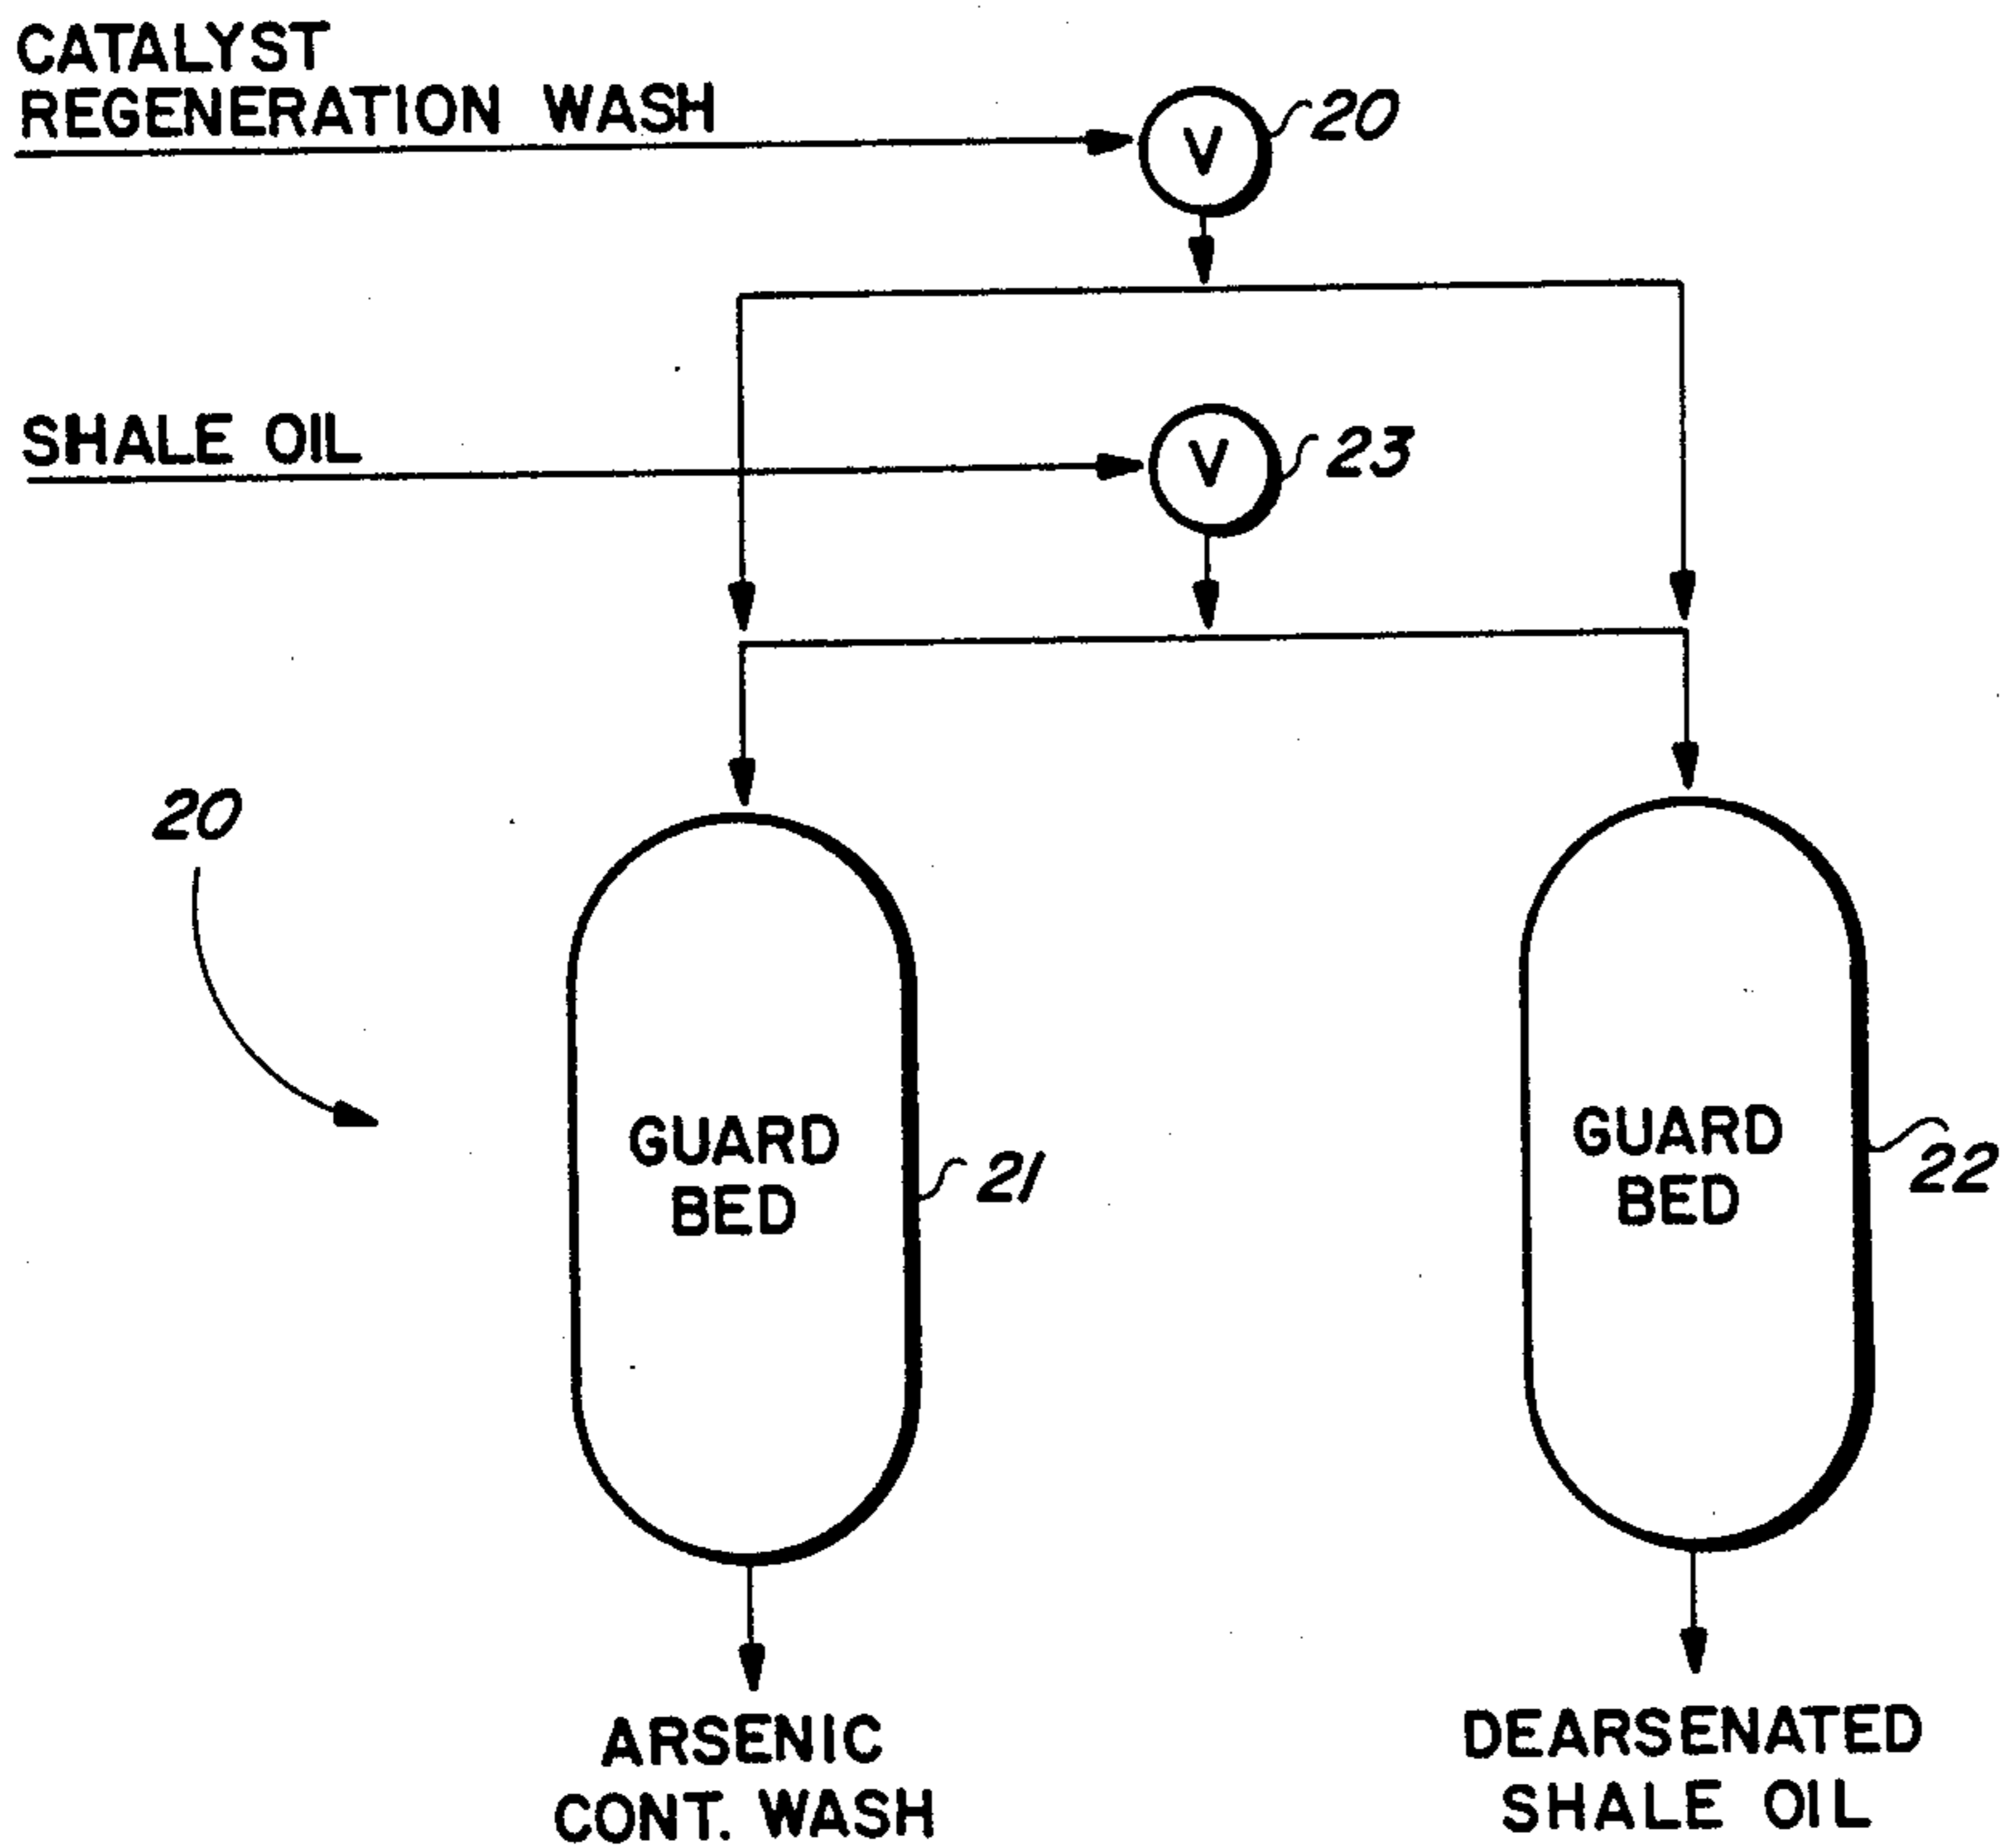 CATALYST
REGENERATION WASH
V
20
SHALE OIL
V
23
20
GUARD
BED
21
GUARD
BED
22
ARSENIC
CONT. WASH
DEARSENATED
SHALE OIL